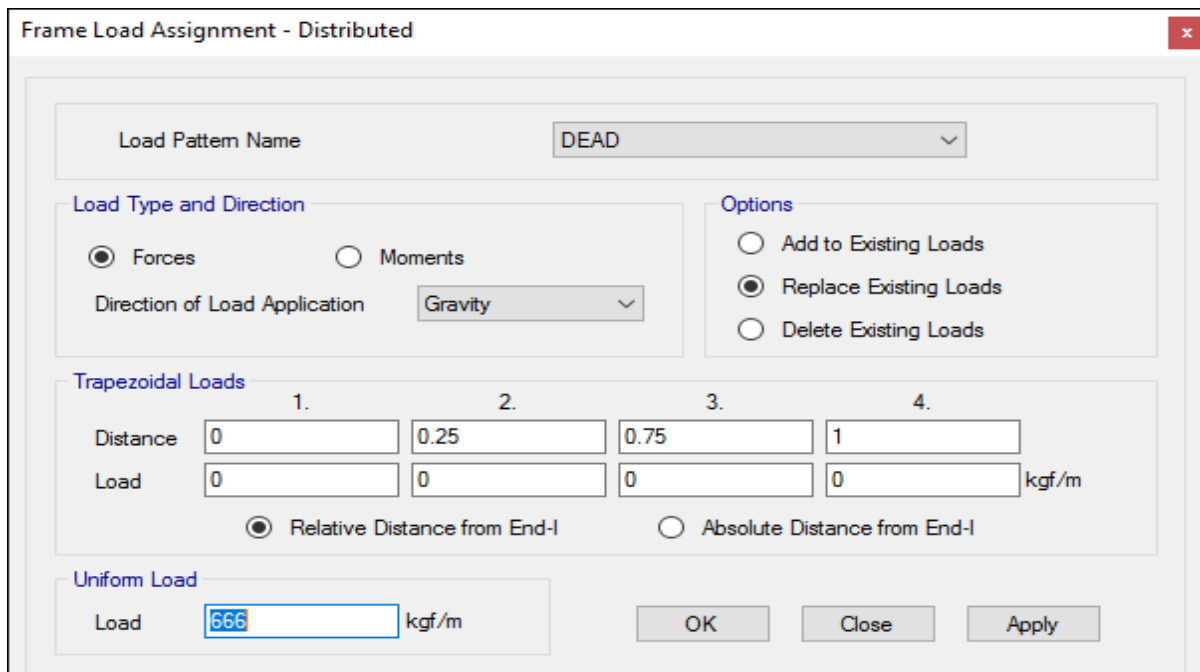 Frame Load Assignment - Distributed
x
Load Pattern Name DEAD
Load Type and Direction
Forces Moments
Direction of Load Application Gravity
Options
Add to Existing Loads
Replace Existing Loads
Delete Existing Loads
Trapezoidal Loads
1. 2. 3. 4.
Distance 0 0.25 0.75 1
Load 0 0 0 0 kgf/m
Relative Distance from End-I Absolute Distance from End-I
Uniform Load
Load 666 kgf/m
OK Close Apply